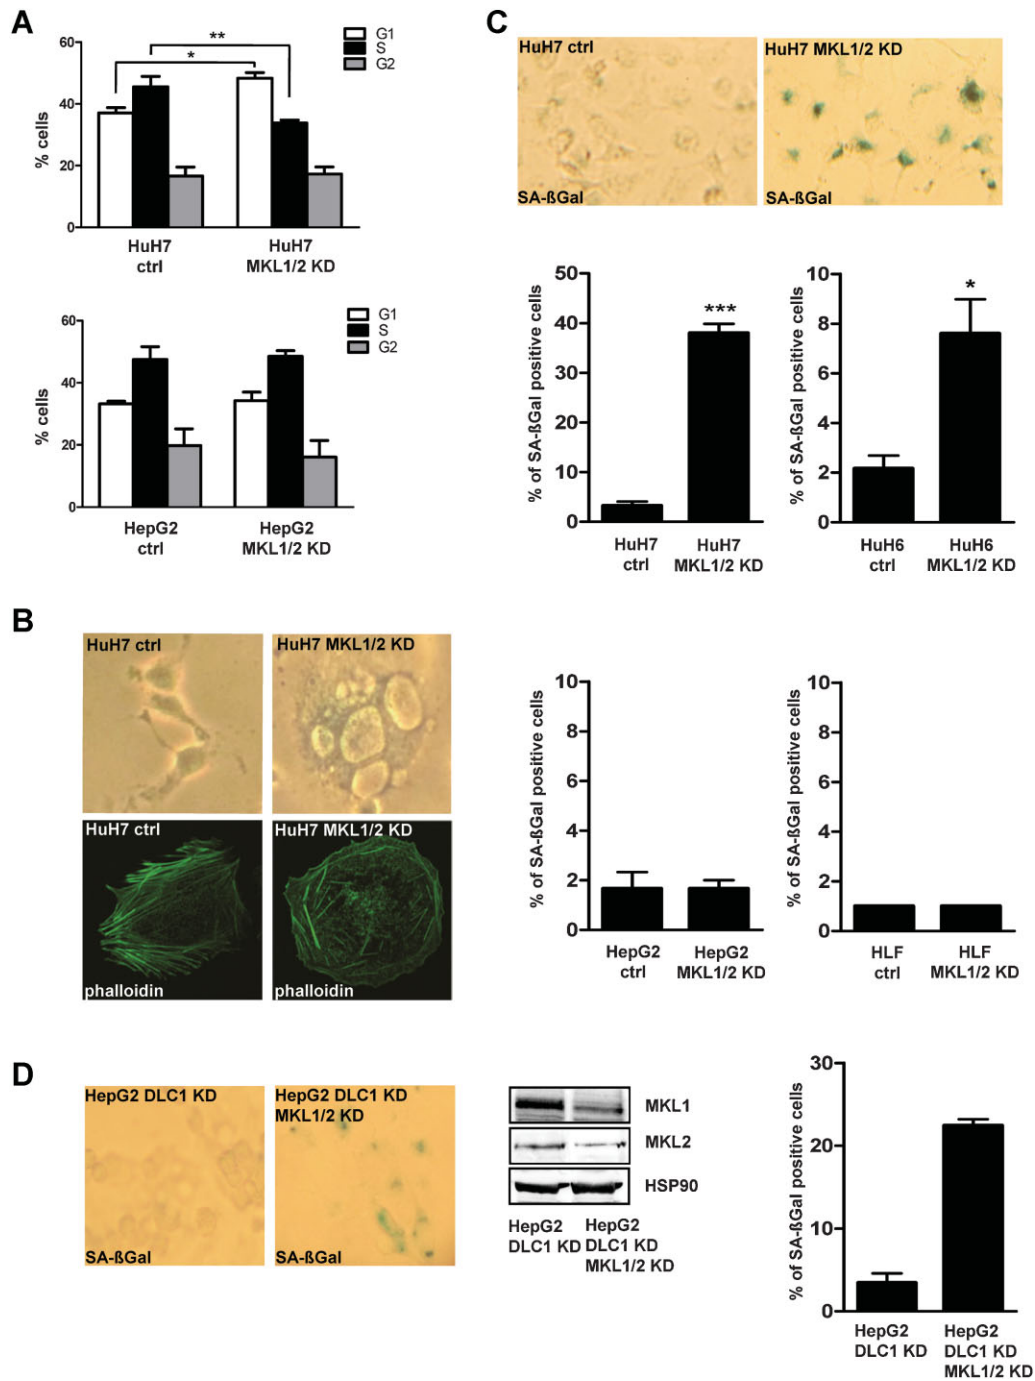 A
60
40
20
0
% cells
*
**
G1
S
G2
HuH7
ctrl
HuH7
MKL1/2 KD
60
40
20
0
% cells
G1
S
G2
HepG2
ctrl
HepG2
MKL1/2 KD
B
HuH7 ctrl
HuH7 MKL1/2 KD
HuH7 ctrl
phalloidin
HuH7 MKL1/2 KD
phalloidin
C
HuH7 ctrl
SA-ßGal
HuH7 MKL1/2 KD
SA-ßGal
% of SA-ßGal positive cells
50
40
30
20
10
0
***
HuH7
ctrl
HuH7
MKL1/2 KD
% of SA-ßGal positive cells
10
8
6
4
2
0
*
HuH6
ctrl
HuH6
MKL1/2 KD
% of SA-ßGal positive cells
10
8
6
4
2
0
HepG2
ctrl
HepG2
MKL1/2 KD
% of SA-ßGal positive cells
10
8
6
4
2
0
HLF
ctrl
HLF
MKL1/2 KD
D
HepG2 DLC1 KD
SA-ßGal
HepG2 DLC1 KD
MKL1/2 KD
SA-ßGal
MKL1
MKL2
HSP90
HepG2
DLC1 KD
HepG2
DLC1 KD
MKL1/2 KD
% of SA-ßGal positive cells
30
20
10
0
HepG2
DLC1 KD
HepG2
DLC1 KD
MKL1/2 KD